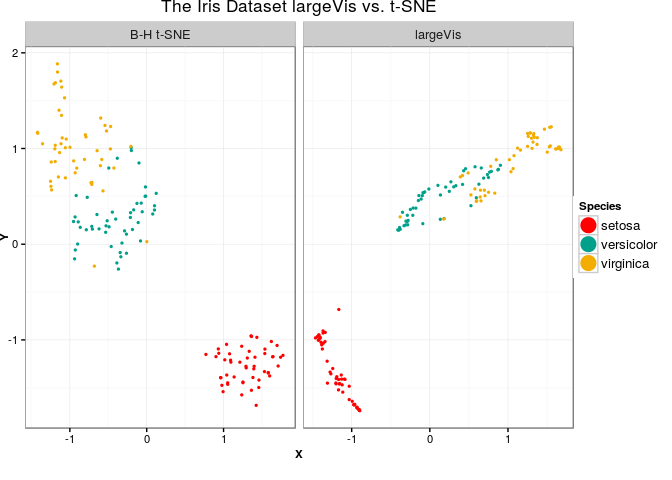 The Iris Dataset largeVis vs. t-SNE
B-H t-SNE
largeVis
2
1
0
-1
Y
-1
0
1
-1
0
1
x
Species
setosa
versicolor
virginica